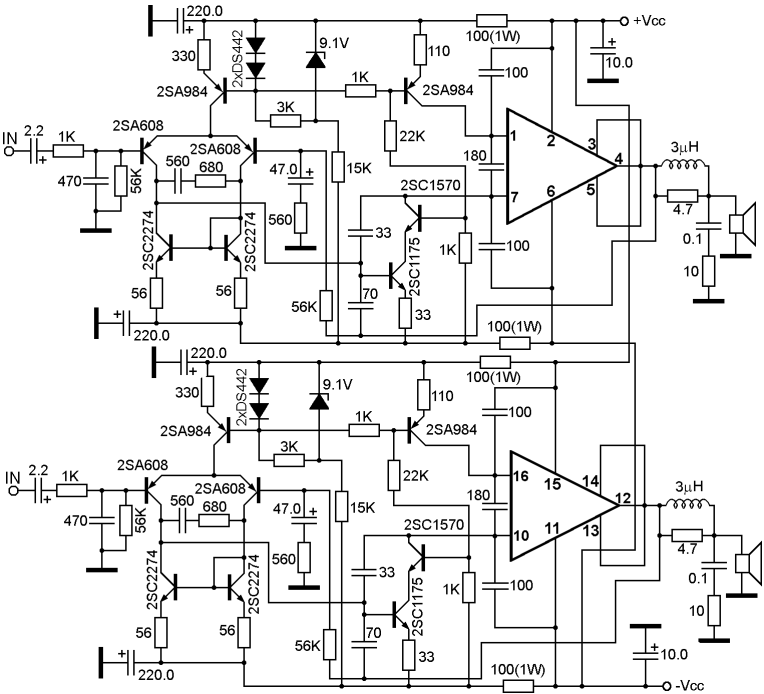 220.0
+
100(1W)
+Vcc
+
10.0
330
2xDS442
9.1V
110
2SA984
1K
2SA984
100
3K
22K
2SA608
2SA608
IN
2.2
+
1K
470
56K
560
680
47.0
+
560
15K
180
1
2
3
4
5
6
7
3µH
4.7
0.1
10
2SC1570
33
2SC1175
1K
100
2SC2274
2SC2274
56
56
56K
70
33
+
220.0
100(1W)
220.0
+
100(1W)
330
2xDS442
9.1V
110
2SA984
1K
2SA984
100
3K
22K
2SA608
2SA608
IN
2.2
+
1K
470
56K
560
680
47.0
+
560
15K
180
16
15
14
12
13
11
10
3µH
4.7
0.1
10
2SC1570
33
2SC1175
1K
100
2SC2274
2SC2274
56
56
56K
70
33
+
220.0
100(1W)
+
10.0
-Vcc